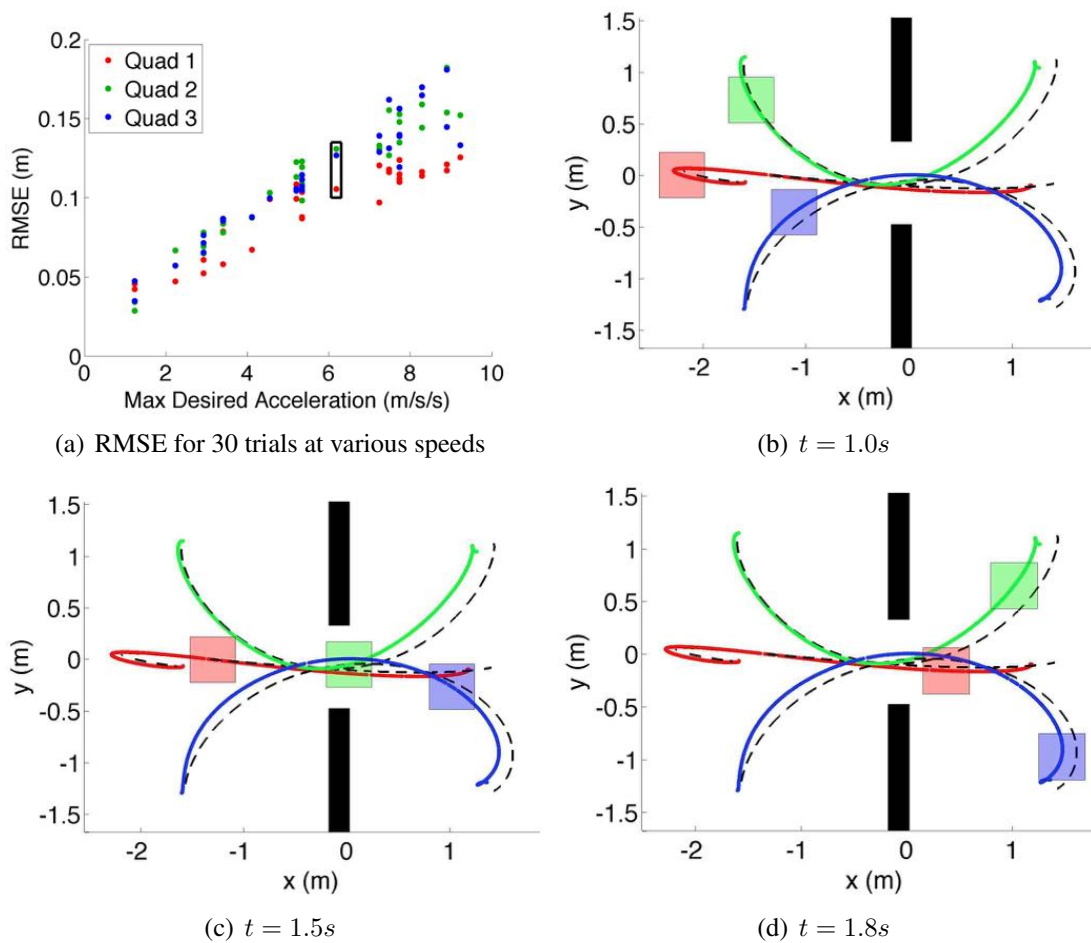 0.2
0.15
0.1
0.05
0
0 2 4 6 8 10
RMSE (m)
Max Desired Acceleration (m/s/s)
Quad 1
Quad 2
Quad 3
(a) RMSE for 30 trials at various speeds
1.5
1
0.5
0
-0.5
-1
-1.5
y (m)
-2 -1 0 1
x (m)
(b) t = 1.0s
1.5
1
0.5
0
-0.5
-1
-1.5
y (m)
-2 -1 0 1
x (m)
(c) t = 1.5s
1.5
1
0.5
0
-0.5
-1
-1.5
y (m)
-2 -1 0 1
x (m)
(d) t = 1.8s